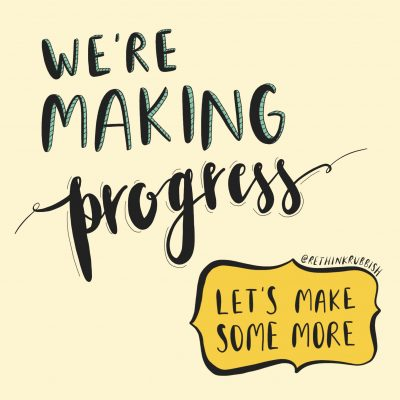 WE'RE
MAKING
progress
@RETHINKRUBBISH
LET'S MAKE
SOME MORE